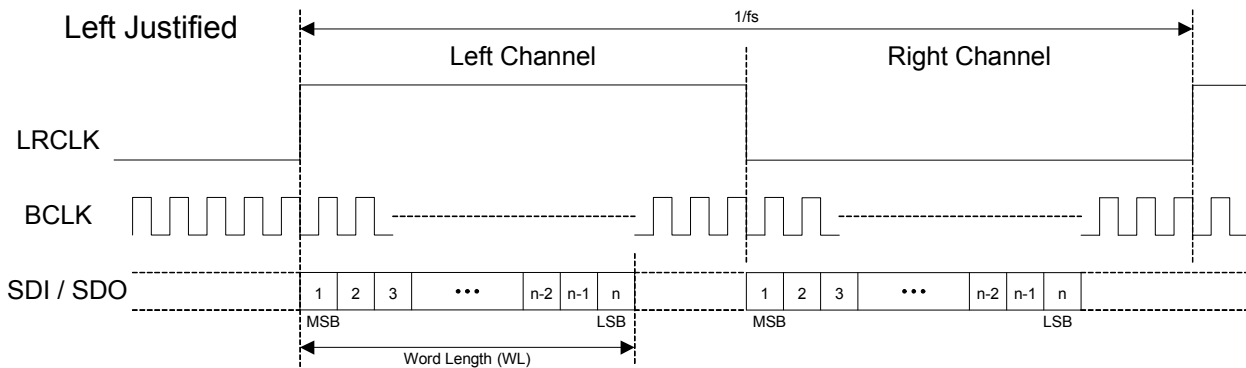 Left Justified
1/fs
Left Channel
Right Channel
LRCLK
BCLK
SDI / SDO
1 2 3 ••• n-2 n-1 n 1 2 3 ••• n-2 n-1 n
MSB LSB MSB LSB
Word Length (WL)